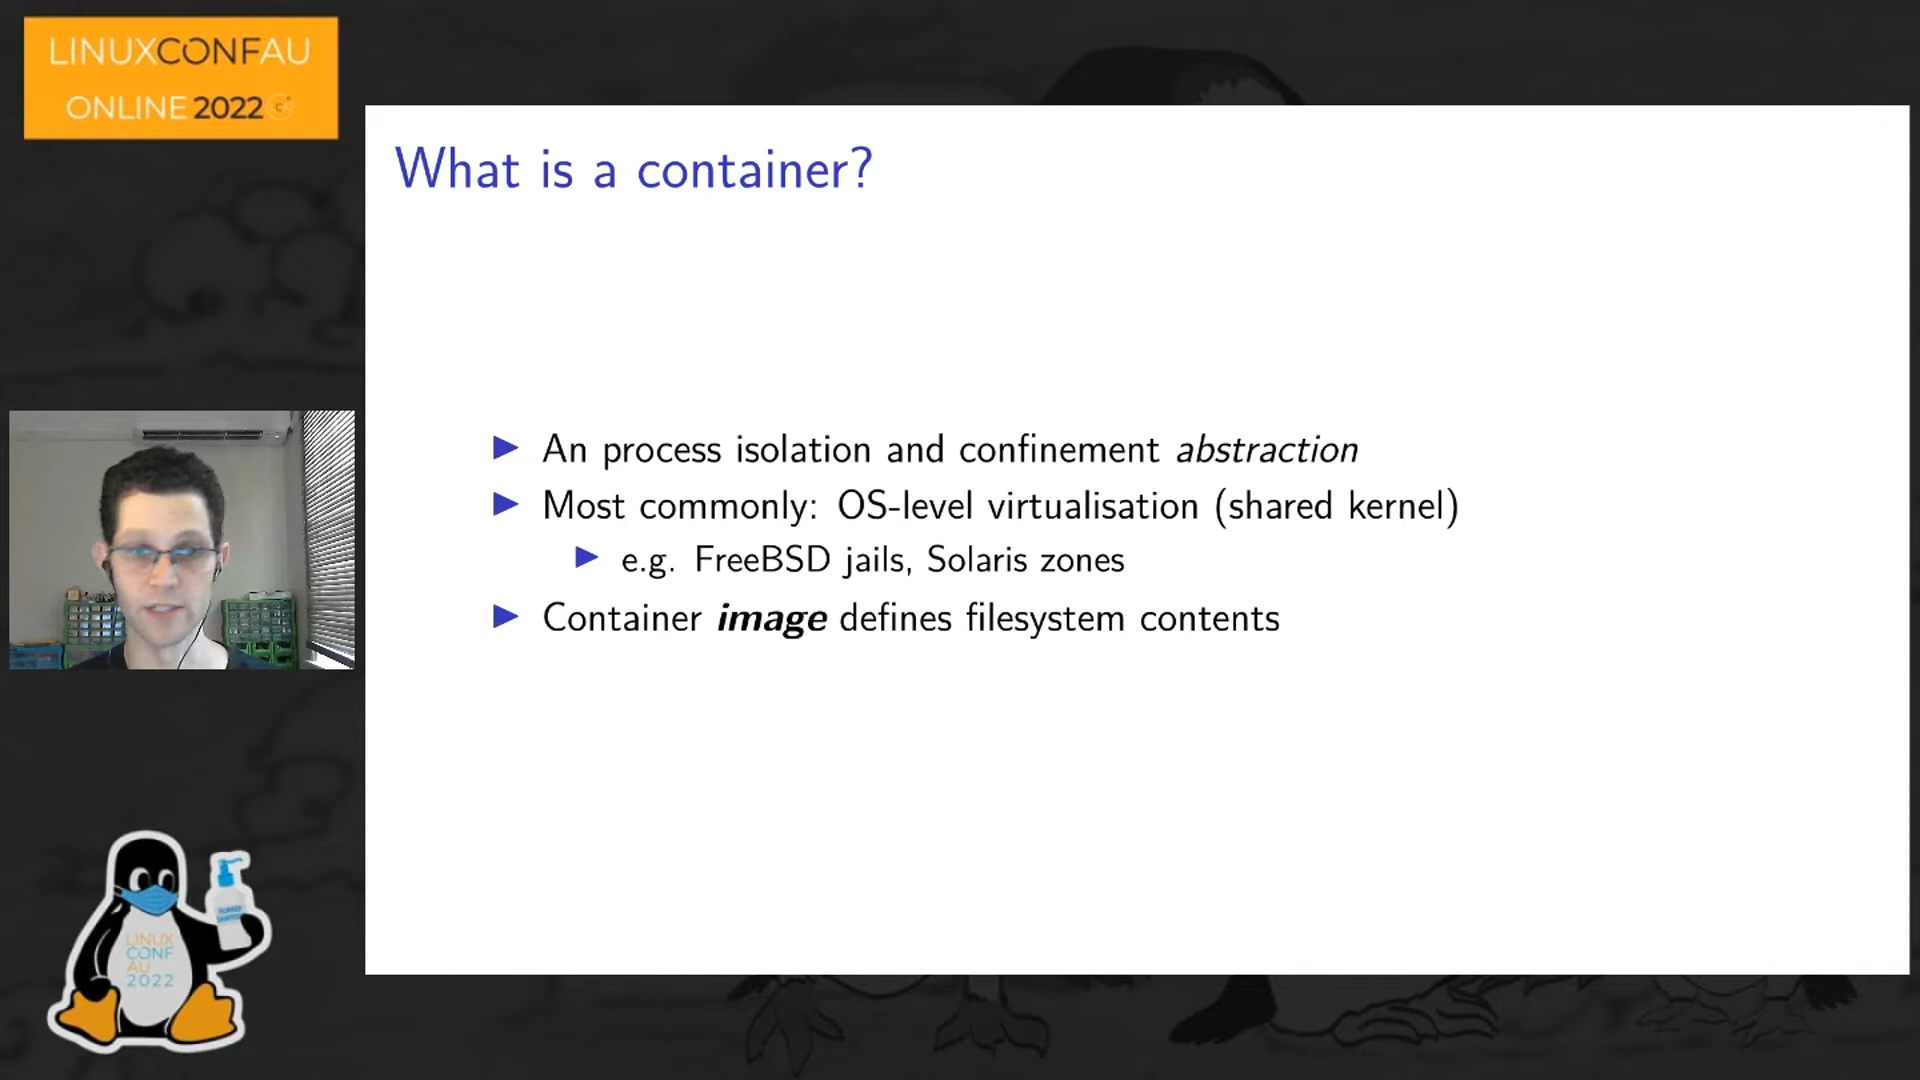 LINUXCONFAU
ONLINE 2022
What is a container?
An process isolation and confinement abstraction
Most commonly: OS-level virtualisation (shared kernel)
e.g. FreeBSD jails, Solaris zones
Container image defines filesystem contents
LINUX
CONF
AU
2022